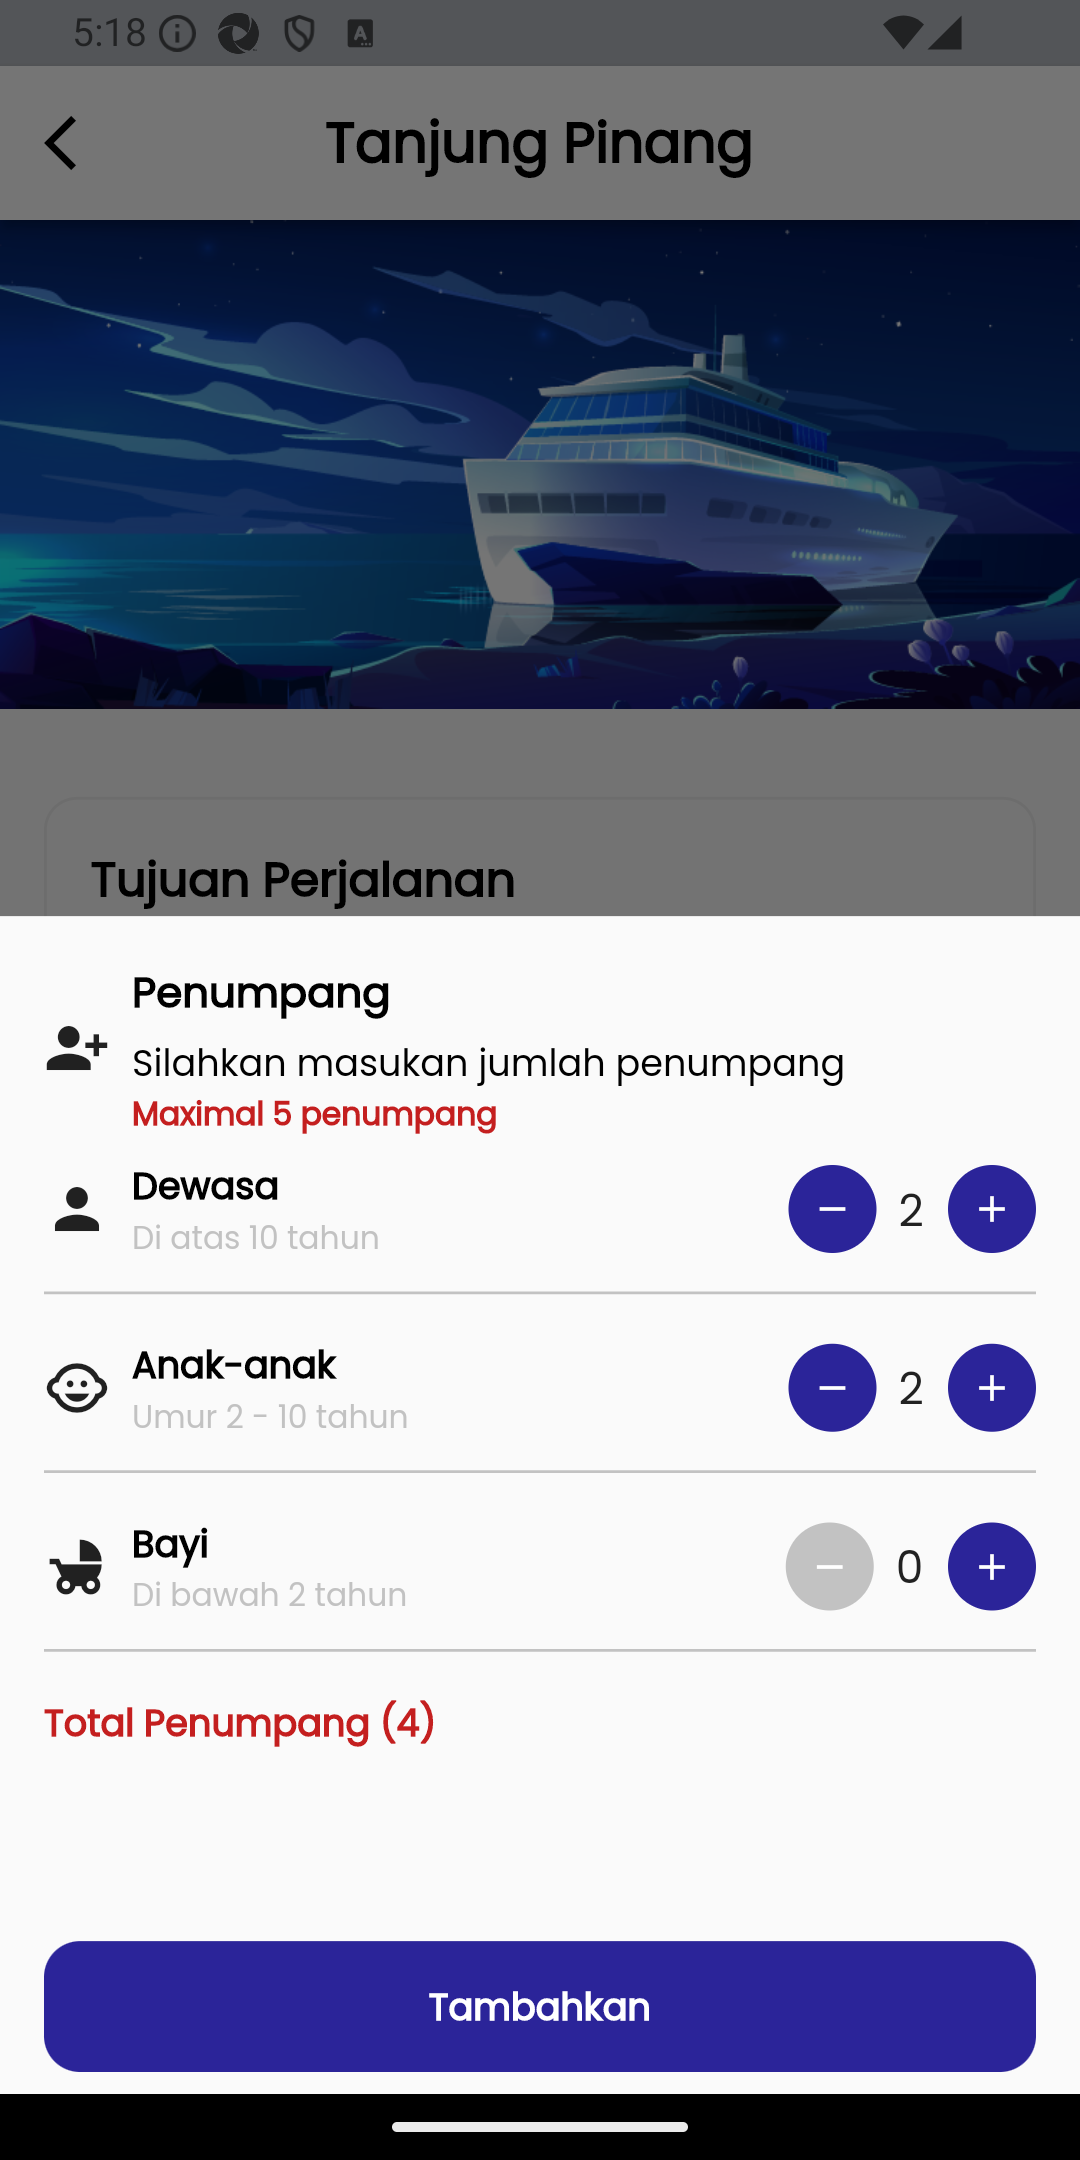 5:18
Tanjung Pinang
Tujuan Perjalanan
Penumpang
Silahkan masukan jumlah penumpang
Maximal 5 penumpang
Dewasa
Di atas 10 tahun
2
Anak-anak
Umur 2 - 10 tahun
2
Bayi
Di bawah 2 tahun
0
Total Penumpang (4)
Tambahkan